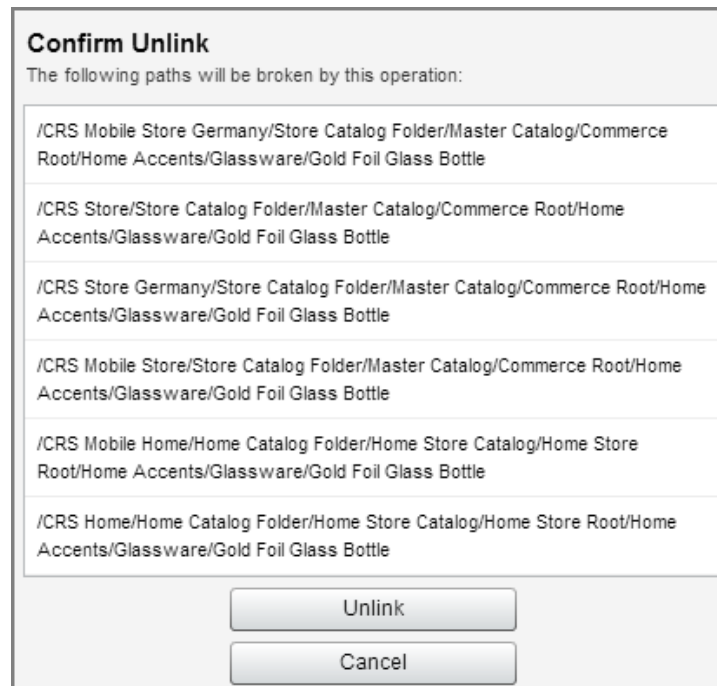 Confirm Unlink
The following paths will be broken by this operation:
/CRS Mobile Store Germany/Store Catalog Folder/Master Catalog/Commerce
Root/Home Accents/Glassware/Gold Foil Glass Bottle
/CRS Store/Store Catalog Folder/Master Catalog/Commerce Root/Home
Accents/Glassware/Gold Foil Glass Bottle
/CRS Store Germany/Store Catalog Folder/Master Catalog/Commerce Root/Home
Accents/Glassware/Gold Foil Glass Bottle
/CRS Mobile Store/Store Catalog Folder/Master Catalog/Commerce Root/Home
Accents/Glassware/Gold Foil Glass Bottle
/CRS Mobile Home/Home Catalog Folder/Home Store Catalog/Home Store
Root/Home Accents/Glassware/Gold Foil Glass Bottle
/CRS Home/Home Catalog Folder/Home Store Catalog/Home Store Root/Home
Accents/Glassware/Gold Foil Glass Bottle
Unlink
Cancel